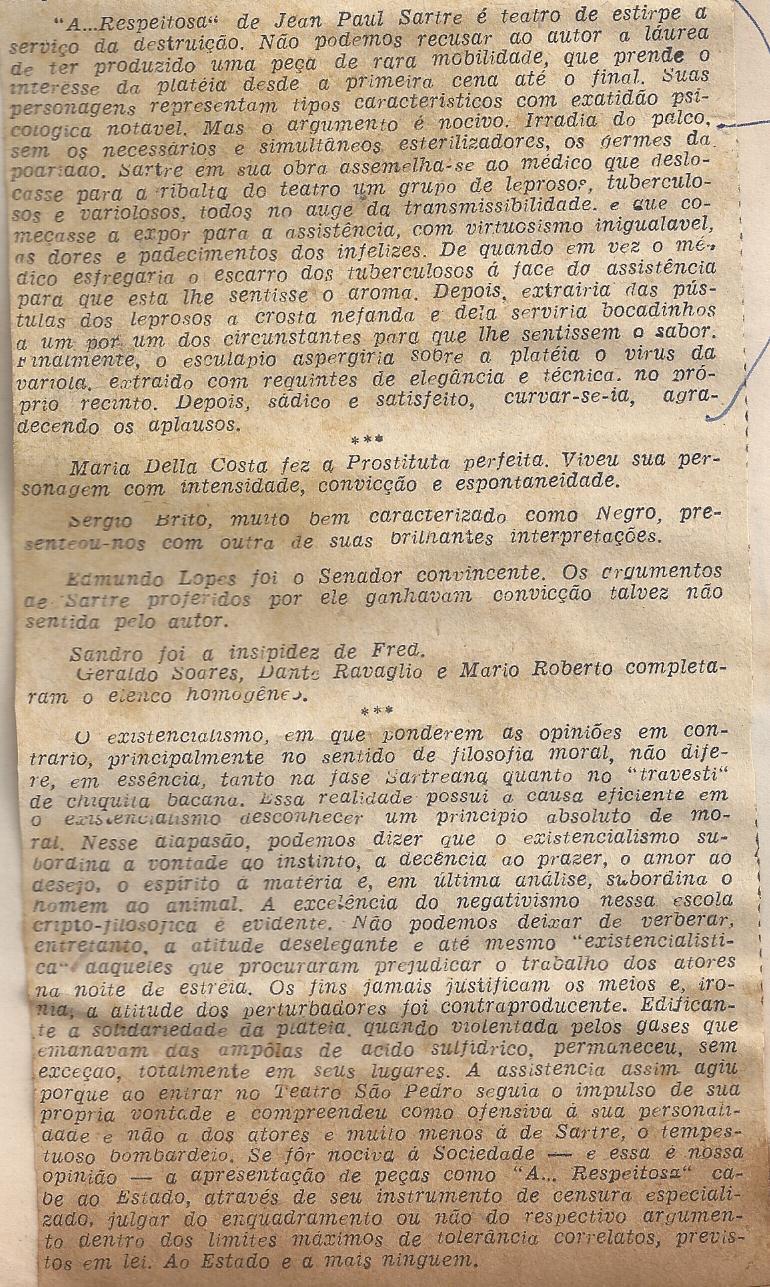 "A...Respeitosa" de Jean Paul Sartre é teatro de estirpe a
serviço da destruição. Não podemos recusar ao autor a láurea
de ter produzido uma peça de rara mobilidade, que prende o
interesse da platéia desde a primeira cena até o final. Suas
personagens representam tipos caracteristicos com exatidão psi-
cologica notavel. Mas o argumento é nocivo. Irradia do palco,
sem os necessários e simultâneos esterilizadores, os germes da
podridão. Sartre em sua obra assemelha-se ao médico que deslo-
casse para a ribalta do teatro um grupo de leprosos, tuberculo-
sos e variolosos, todos no auge da transmissibilidade. e que co-
meçasse a expor para a assistência, com virtuosismo inigualavel,
as dores e padecimentos dos infelizes. De quando em vez o mé-
dico esfregaria o escarro dos tuberculosos á face da assistência
para que esta lhe sentisse o aroma. Depois, extrairia das pús-
tulas dos leprosos a crosta nefanda e dela serviria bocadinhos
a um por um dos circunstantes para que lhe sentissem o sabor.
Finalmente, o esculapio aspergiria sobre a platéia o virus da
variola, extraido com requintes de elegância e técnica. no pró-
prio recinto. Depois, sádico e satisfeito, curvar-se-ia, agra-
decendo os aplausos.
***
Maria Della Costa fez a Prostituta perfeita. Viveu sua per-
sonagem com intensidade, convicção e espontaneidade.
Sergio Brito, muito bem caracterizado como Negro, pre-
senteou-nos com outra de suas brilhantes interpretações.
Edmundo Lopes foi o Senador convincente. Os argumentos
de Sartre proferidos por ele ganhavam convicção talvez não
sentida pelo autor.
Sandro foi a insipidez de Fred.
Geraldo Soares, Dante Ravaglio e Mario Roberto completa-
ram o elenco homogêneo.
***
O existencialismo, em que ponderem as opiniões em con-
trario, principalmente no sentido de filosofia moral, não dife-
re, em essência, tanto na fase Sartreana quanto no "travesti"
de chiquita bacana. Essa realidade possui a causa eficiente em
o existencialismo desconhecer um principio absoluto de mo-
ral. Nesse diapasão, podemos dizer que o existencialismo su-
bordina a vontade ao instinto, a decência ao prazer, o amor ao
desejo, o espírito á matéria e, em última análise, subordina o
homem ao animal. A excelência do negativismo nessa escola
cripto-filosofica é evidente. Não podemos deixar de verberar,
entretanto, a atitude deselegante e até mesmo "existencialisti-
ca" daqueles que procuraram prejudicar o trabalho dos atores
na noite de estréia. Os fins jamais justificam os meios e, iro-
nia, a atitude dos perturbadores foi contraproducente. Edifican-
te a solidariedade da plateia, quando violentada pelos gases que
emanavam das ampôlas de acido sulfidrico, permaneceu, sem
exceção, totalmente em seus lugares. A assistencia assim agiu
porque ao entrar no Teatro São Pedro seguia o impulso de sua
propria vontade e compreendeu como ofensiva á sua personali-
dade e não a dos atores e muito menos á de Sartre, o tempes-
tuoso bombardeio. Se fôr nociva á Sociedade — e essa é nossa
opinião — a apresentação de peças como "A... Respeitosa" ca-
be ao Estado, através de seu instrumento de censura especiali-
zado, julgar do enquadramento ou não do respectivo argumen-
to dentro dos limites máximos de tolerância correlatos, previs-
tos em lei. Ao Estado e a mais ninguem.